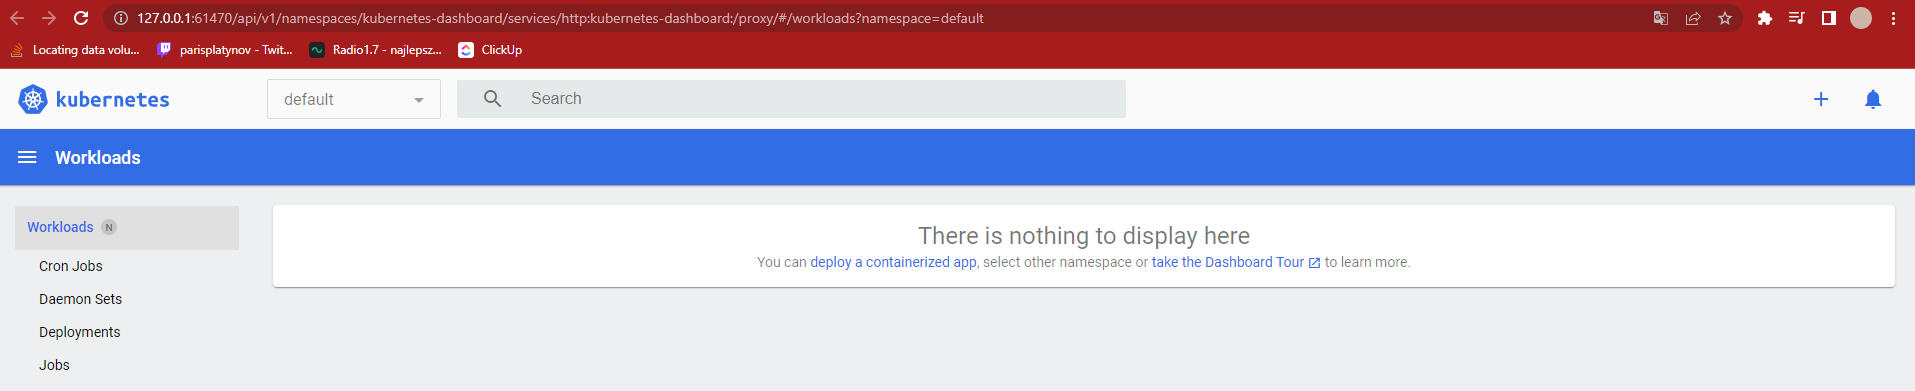 127.0.0.1:61470/api/v1/namespaces/kubernetes-dashboard/services/http:kubernetes-dashboard:/proxy/#/workloads?namespace=default
Locating data volu... parisplatynov - Twit... Radio1.7 - najlepsz... ClickUp
kubernetes default Search
Workloads
Workloads N
Cron Jobs
Daemon Sets
Deployments
Jobs
There is nothing to display here
You can deploy a containerized app, select other namespace or take the Dashboard Tour to learn more.